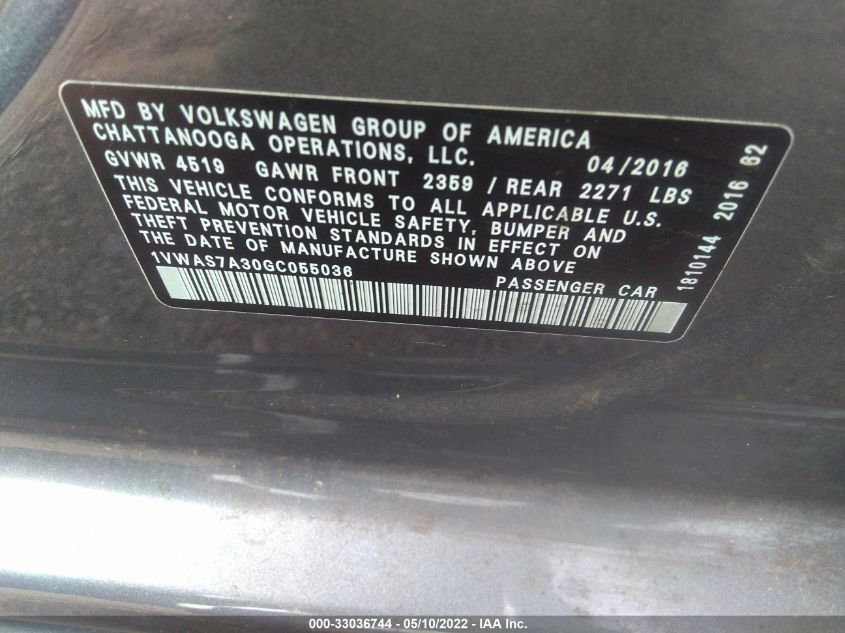 MFD BY VOLKSWAGEN GROUP OF AMERICA
CHATTANOOGA OPERATIONS, LLC. 04/2016
GVWR 4519 GAWR FRONT 2359 / REAR 2271 LBS
THIS VEHICLE CONFORMS TO ALL APPLICABLE U.S.
FEDERAL MOTOR VEHICLE SAFETY, BUMPER AND
THEFT PREVENTION STANDARDS IN EFFECT ON
THE DATE OF MANUFACTURE SHOWN ABOVE
1VWAS7A30GC055036 PASSENGER CAR
1810144 2016 62
000-33036744 — 05/10/2022 — IAA Inc.